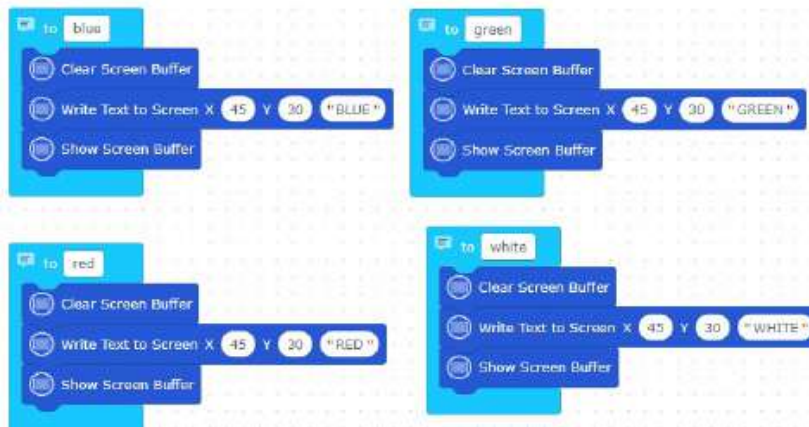 to blue
Clear Screen Buffer
Write Text to Screen X 45 Y 30 "BLUE"
Show Screen Buffer
to green
Clear Screen Buffer
Write Text to Screen X 45 Y 30 "GREEN"
Show Screen Buffer
to red
Clear Screen Buffer
Write Text to Screen X 45 Y 30 "RED"
Show Screen Buffer
to white
Clear Screen Buffer
Write Text to Screen X 45 Y 30 "WHITE"
Show Screen Buffer